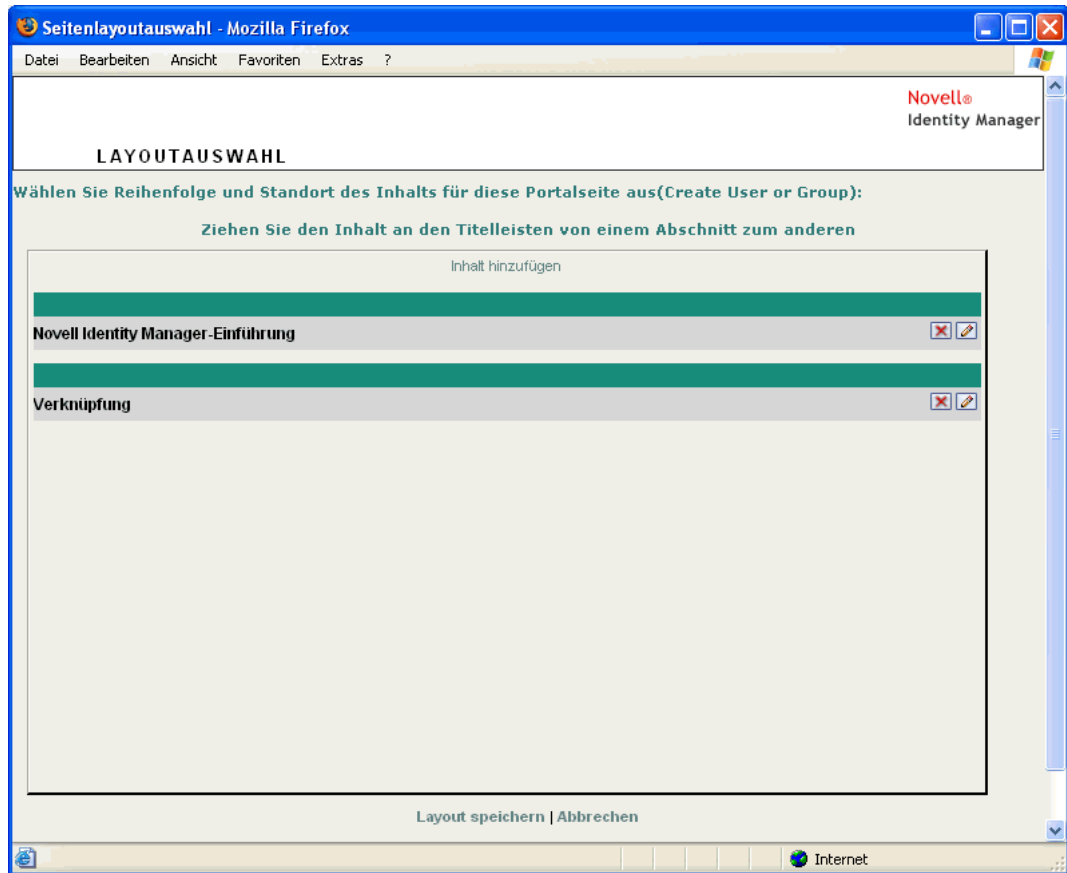 Seitenlayoutauswahl - Mozilla Firefox
Datei Bearbeiten Ansicht Favoriten Extras ?
Novell®
Identity Manager
LAYOUTAUSWAHL
Wählen Sie Reihenfolge und Standort des Inhalts für diese Portalseite aus(Create User or Group):
Ziehen Sie den Inhalt an den Titelleisten von einem Abschnitt zum anderen
Inhalt hinzufügen
Novell Identity Manager-Einführung
Verknüpfung
Layout speichern | Abbrechen
Internet